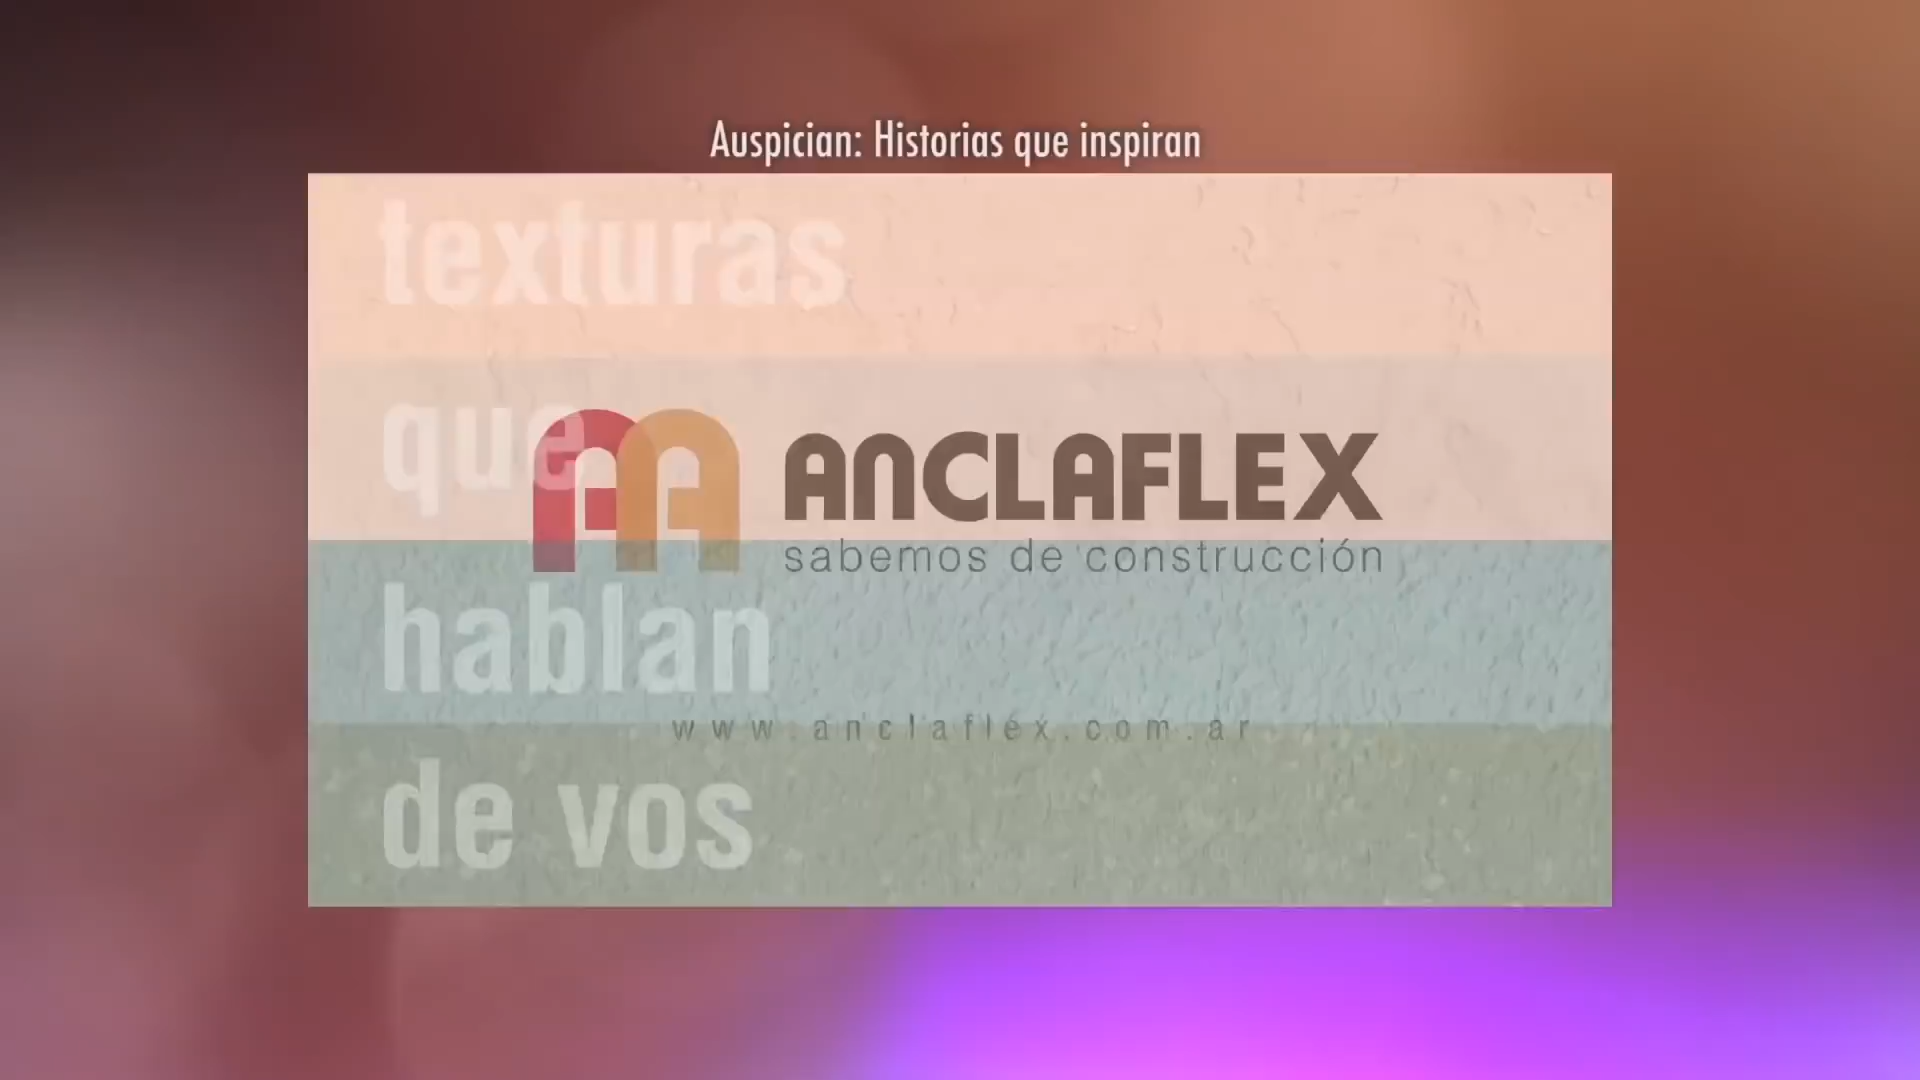 Auspician: Historias que inspiran
texturas
que
ANCLAFLEX
sabemos de construcción
hablan
www.anclaflex.com.ar
de vos